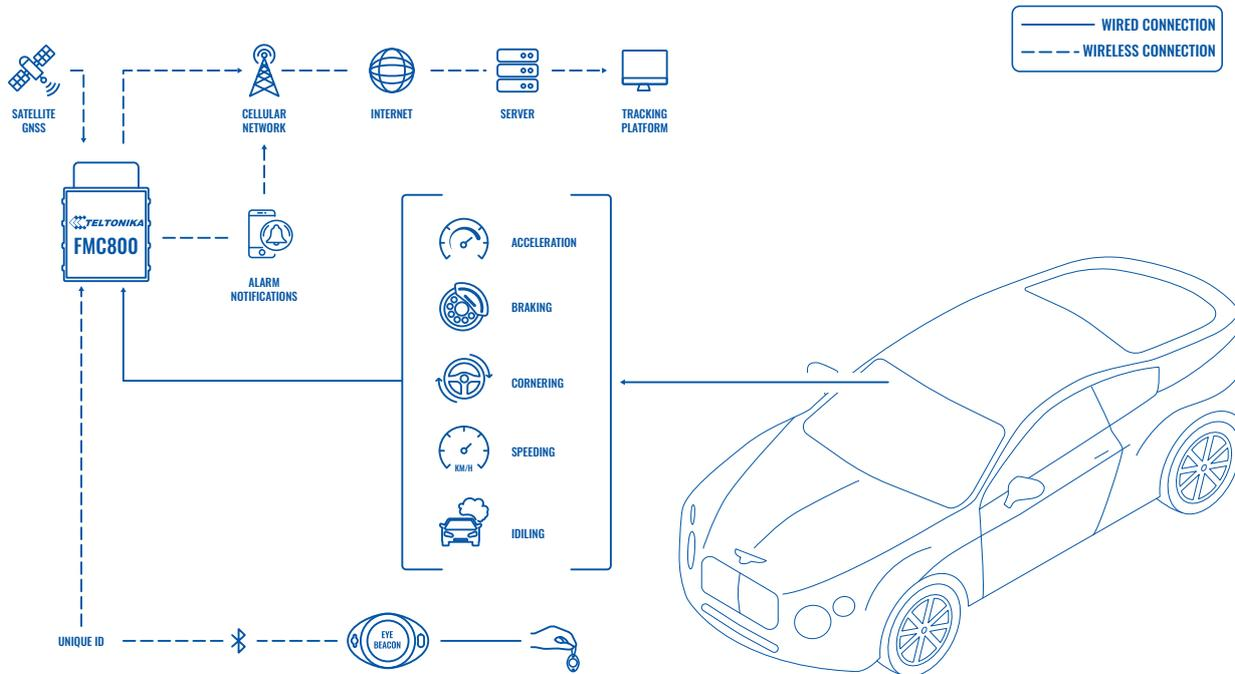 WIRED CONNECTION
WIRELESS CONNECTION
SATELLITE
GNSS
CELLULAR
NETWORK
INTERNET
SERVER
TRACKING
PLATFORM
TELTONIKA
FMC800
ALARM
NOTIFICATIONS
ACCELERATION
BRAKING
CORNERING
SPEEDING
KM/H
IDILING
UNIQUE ID
EYE
BEACON